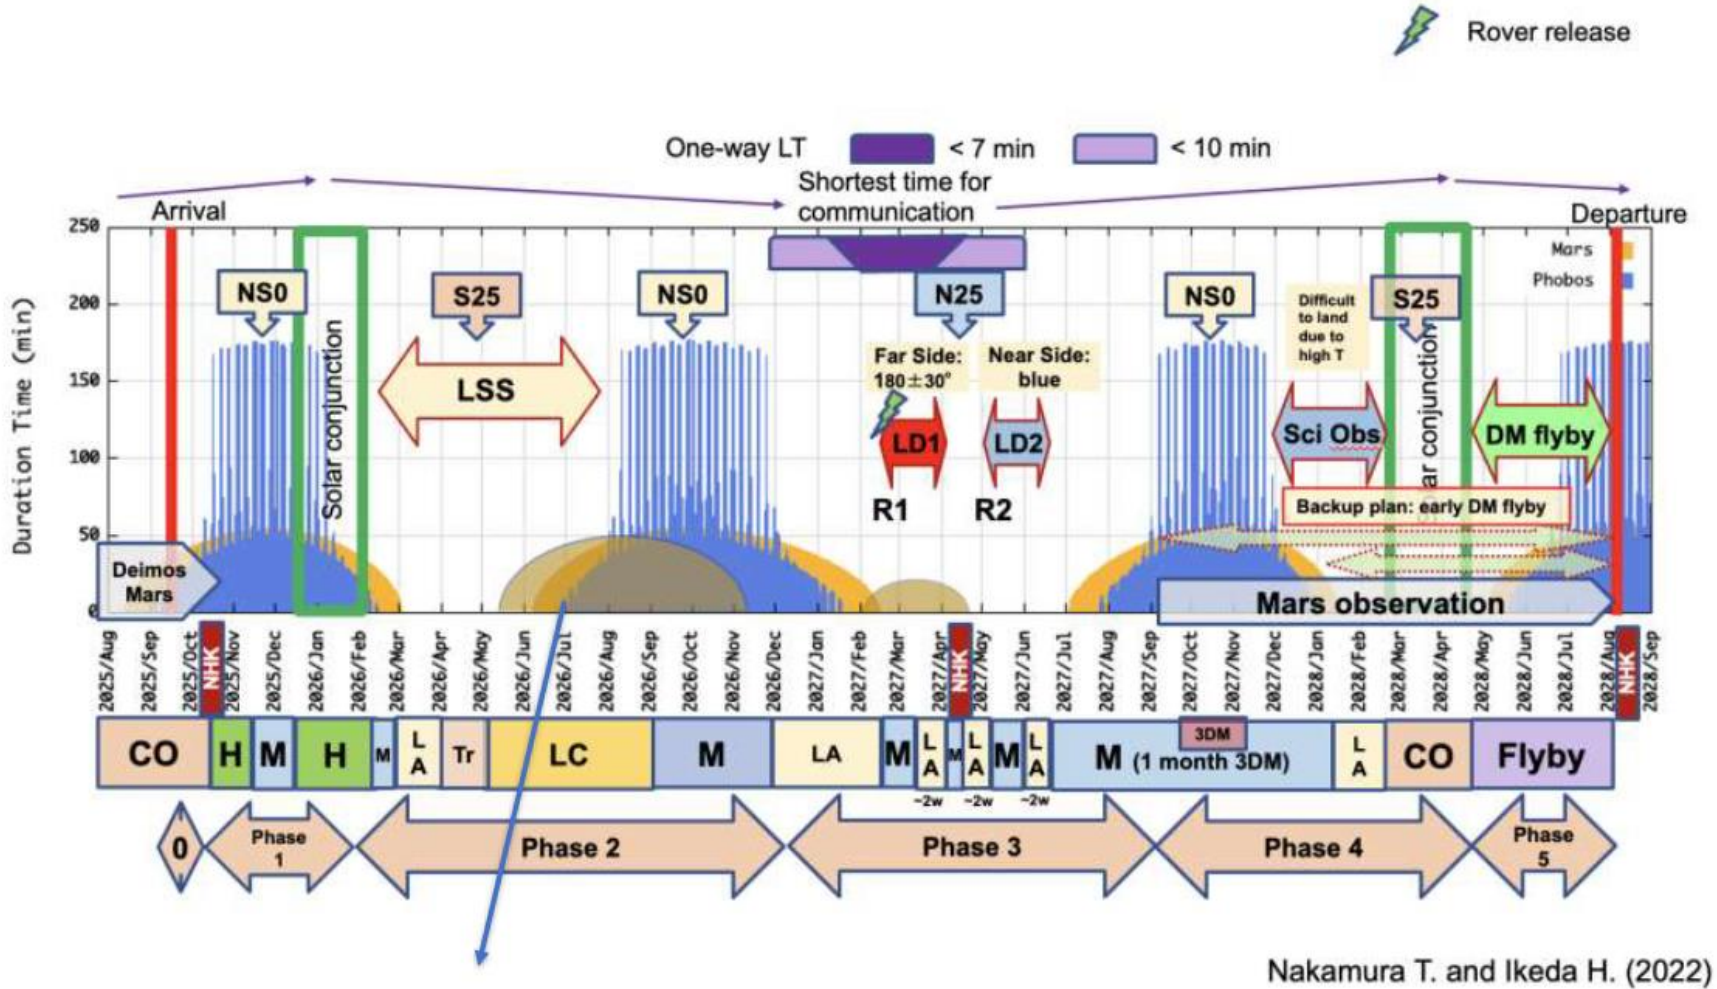 Rover release
One-way LT < 7 min < 10 min
Shortest time for
communication
Arrival
Departure
250
200
150
100
50
0
Duration Time (min)
Mars
Phobos
NS0
S25
NS0
N25
NS0
S25
Solar conjunction
LSS
Far Side:
180±30°
Near Side:
blue
LD1
LD2
R1
R2
Difficult
to land
due to
high T
Sci Obs
ar conjunction
DM flyby
Backup plan: early DM flyby
Deimos
Mars
Mars observation
2025/Aug
2025/Sep
2025/Oct
NHK
2025/Nov
2025/Dec
2026/Jan
2026/Feb
2026/Mar
2026/Apr
2026/May
2026/Jun
2026/Jul
2026/Aug
2026/Sep
2026/Oct
2026/Nov
2026/Dec
2027/Jan
2027/Feb
2027/Mar
2027/Apr
NHK
2027/May
2027/Jun
2027/Jul
2027/Aug
2027/Sep
2027/Oct
2027/Nov
2027/Dec
2028/Jan
2028/Feb
2028/Mar
2028/Apr
2028/May
2028/Jun
2028/Jul
2028/Aug
NHK
2028/Sep
CO
H
M
H
M
LA
Tr
LC
M
LA
M
LA
M
LA
M
LA
3DM
M (1 month 3DM)
LA
CO
Flyby
~2w
~2w
~2w
0
Phase
1
Phase 2
Phase 3
Phase 4
Phase
5
Nakamura T. and Ikeda H. (2022)